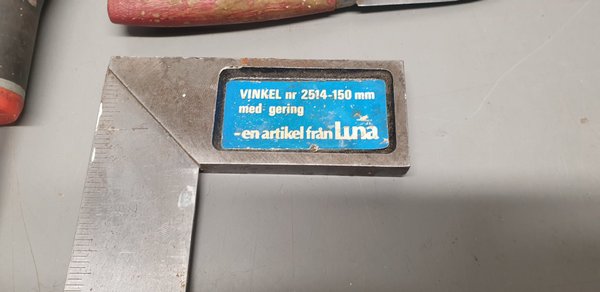 VINKEL nr 2514-150 mm
med gering
-en artikel från Luna